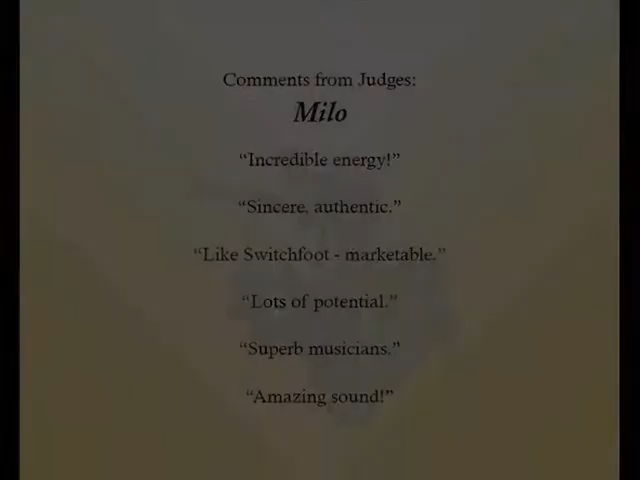 Comments from Judges:
Milo
“Incredible energy!”
“Sincere, authentic.”
“Like Switchfoot - marketable.”
“Lots of potential.”
“Superb musicians.”
“Amazing sound!”